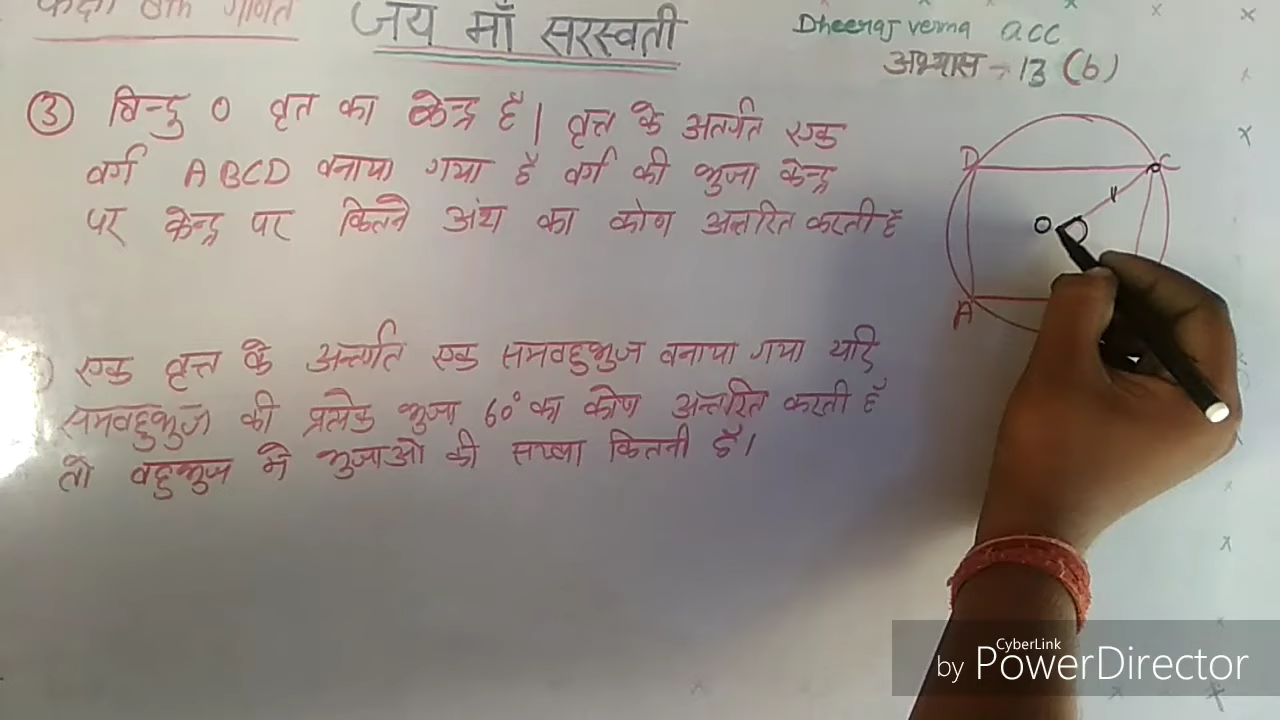 कक्षा 8th गणित
जय माँ सरस्वती
Dheeraj verma acc
अभ्यास → 13 (b)
③ बिन्दु O वृत का केन्द्र है। वृत्त के अतर्गत एक
वर्ग ABCD बनाया गया है वर्ग की भुजा केन्द्र
पर केन्द्र पर कितने अंश का कोण अन्तरित करती है
एक वृत्त के अन्तर्गत एक समबहुभुज बनाया गया यदि
समबहुभुज की प्रत्येक भुजा 60° का कोण अन्तरित करती है
तो बहुभुज मे भुजाओ की सख्या कितनी है।
D C
O
A
CyberLink
by PowerDirector